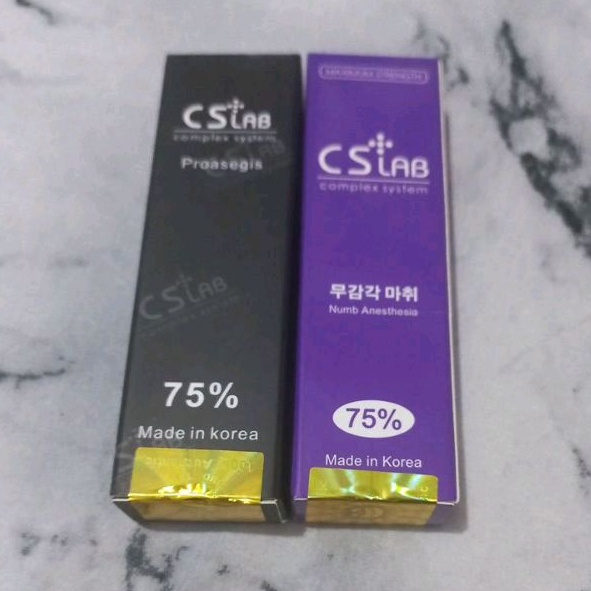 CS LAB
complex system
Proasegis
CS LAB
75%
Made in korea
MAXIMUM STRENGTH
CS LAB
complex system
무감각 마취
Numb Anesthesia
75%
Made in Korea